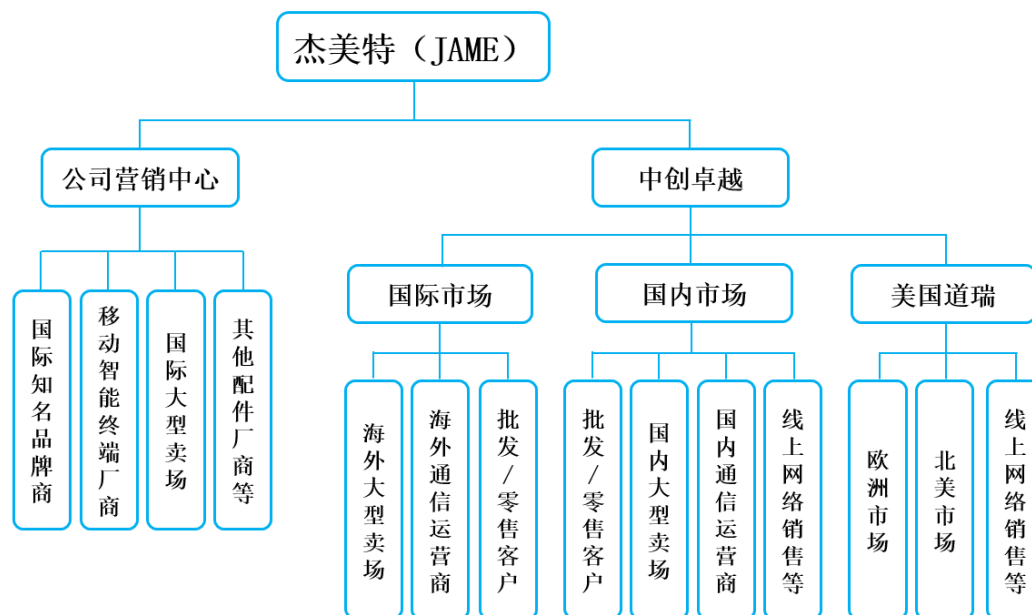 杰美特（JAME）
公司营销中心
中创卓越
国际市场
国内市场
美国道瑞
国际知名品牌商
移动智能终端厂商
国际大型卖场
其他配件厂商等
海外大型卖场
海外通信运营商
批发/零售客户
批发/零售客户
国内大型卖场
国内通信运营商
线上网络销售等
欧洲市场
北美市场
线上网络销售等